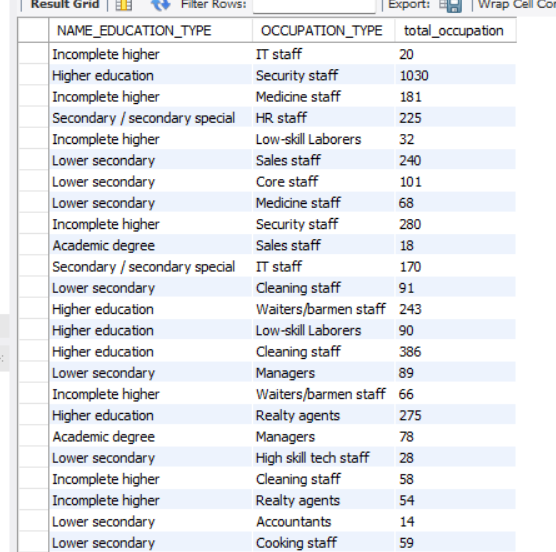 Result Grid | Filter Rows: | Export: | Wrap Cell Con
NAME_EDUCATION_TYPE OCCUPATION_TYPE total_occupation
Incomplete higher IT staff 20
Higher education Security staff 1030
Incomplete higher Medicine staff 181
Secondary / secondary special HR staff 225
Incomplete higher Low-skill Laborers 32
Lower secondary Sales staff 240
Lower secondary Core staff 101
Lower secondary Medicine staff 68
Incomplete higher Security staff 280
Academic degree Sales staff 18
Secondary / secondary special IT staff 170
Lower secondary Cleaning staff 91
Higher education Waiters/barmen staff 243
Higher education Low-skill Laborers 90
Higher education Cleaning staff 386
Lower secondary Managers 89
Incomplete higher Waiters/barmen staff 66
Higher education Realty agents 275
Academic degree Managers 78
Lower secondary High skill tech staff 28
Incomplete higher Cleaning staff 58
Incomplete higher Realty agents 54
Lower secondary Accountants 14
Lower secondary Cooking staff 59